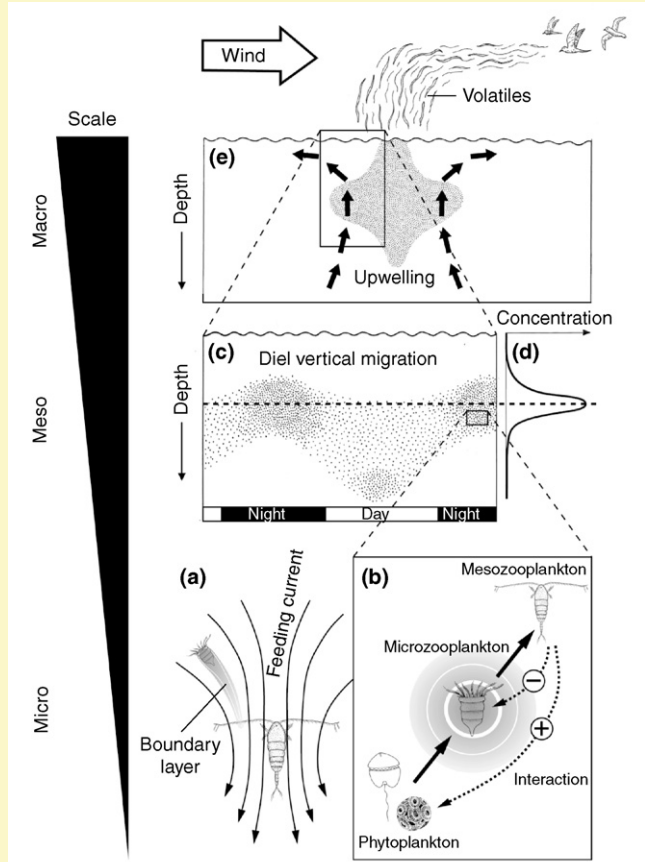 Wind
Volatiles
Scale
(e)
Macro
Depth
Upwelling
Concentration
(c)
Diel vertical migration
(d)
Meso
Depth
Night
Day
Night
(a)
Feeding current
Boundary
layer
Micro
(b)
Mesozooplankton
Microzooplankton
−
+
Interaction
Phytoplankton